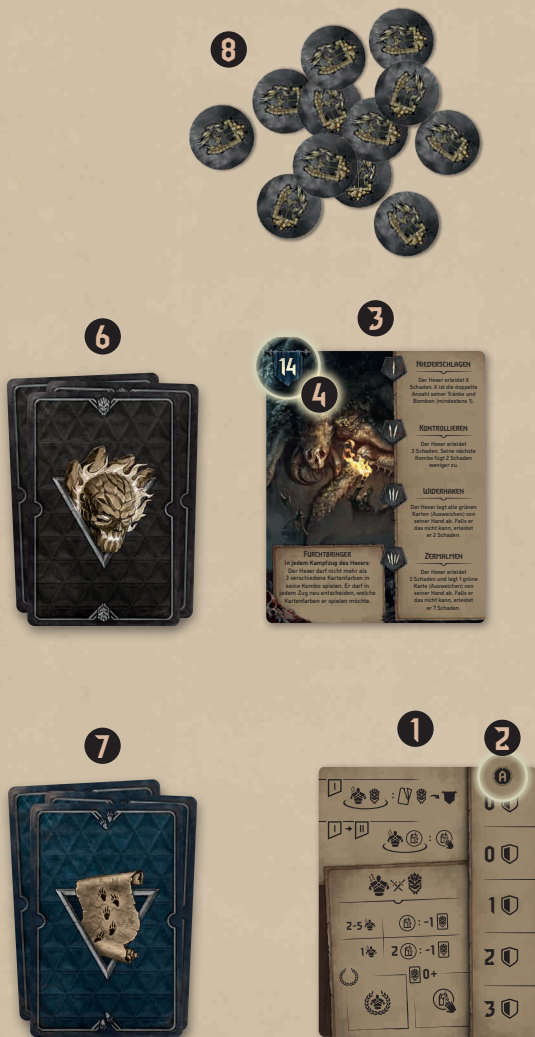 8
3
6
14
4
NIEDERSCHLAGEN
Der Hexer erleidet X
Schaden. X ist die doppelte
Anzahl seiner Tränke und
Bomben (mindestens 1).
KONTROLLIEREN
Der Hexer erleidet
3 Schaden. Seine nächste
Kombo fügt 2 Schaden
weniger zu.
WIDERHAKEN
Der Hexer legt alle grünen
Karten (Ausweichen) von
seiner Hand ab. Falls er
das nicht kann, erleidet
er 2 Schaden.
ZERMALMEN
Der Hexer erleidet
3 Schaden und legt 1 grüne
Karte (Ausweichen) von
seiner Hand ab. Falls er
das nicht kann, erleidet
er 7 Schaden.
FURCHTBRINGER
In jedem Kampfzug des Hexers:
Der Hexer darf nicht mehr als
3 verschiedene Kartenfarben in
seine Kombo spielen. Er darf in
jedem Zug neu entscheiden, welche
Kartenfarben er spielen möchte.
1
2
7
A
I :
I II :
2-5 : -1
1 2 : -1
0+
0
0
1
2
3